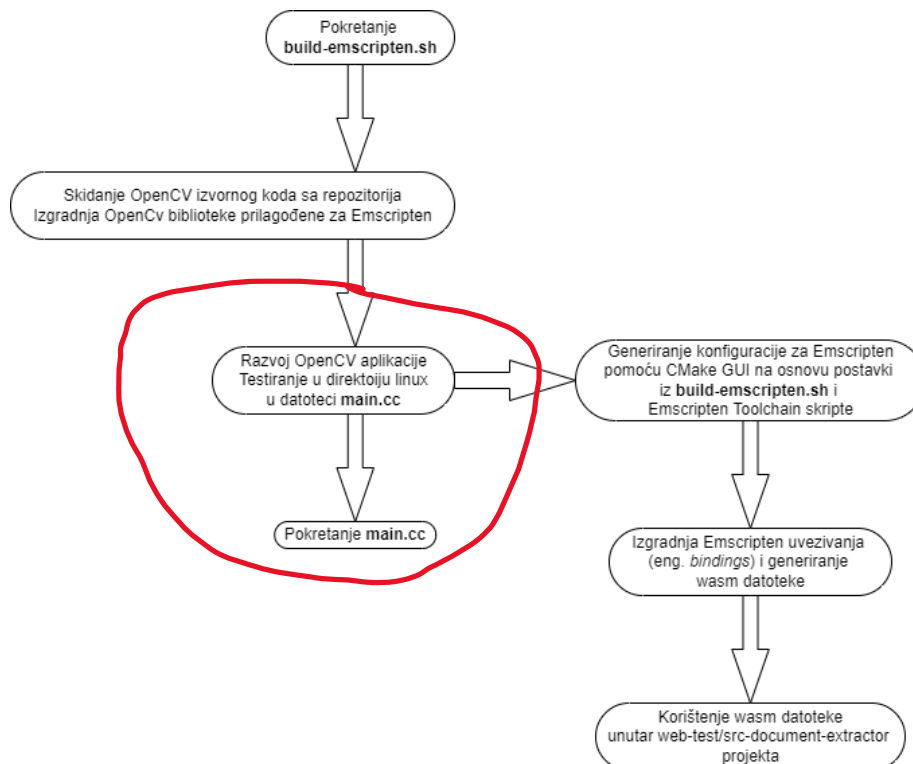 Pokretanje
build-emscripten.sh
Skidanje OpenCV izvornog koda sa repozitorija
Izgradnja OpenCv biblioteke prilagođene za Emscripten
Razvoj OpenCV aplikacije
Testiranje u direktoiju linux
u datoteci main.cc
Pokretanje main.cc
Generiranje konfiguracije za Emscripten
pomoću CMake GUI na osnovu postavki
iz build-emscripten.sh i
Emscripten Toolchain skripte
Izgradnja Emscripten uvezivanja
(eng. bindings) i generiranje
wasm datoteke
Korištenje wasm datoteke
unutar web-test/src-document-extractor
projekta